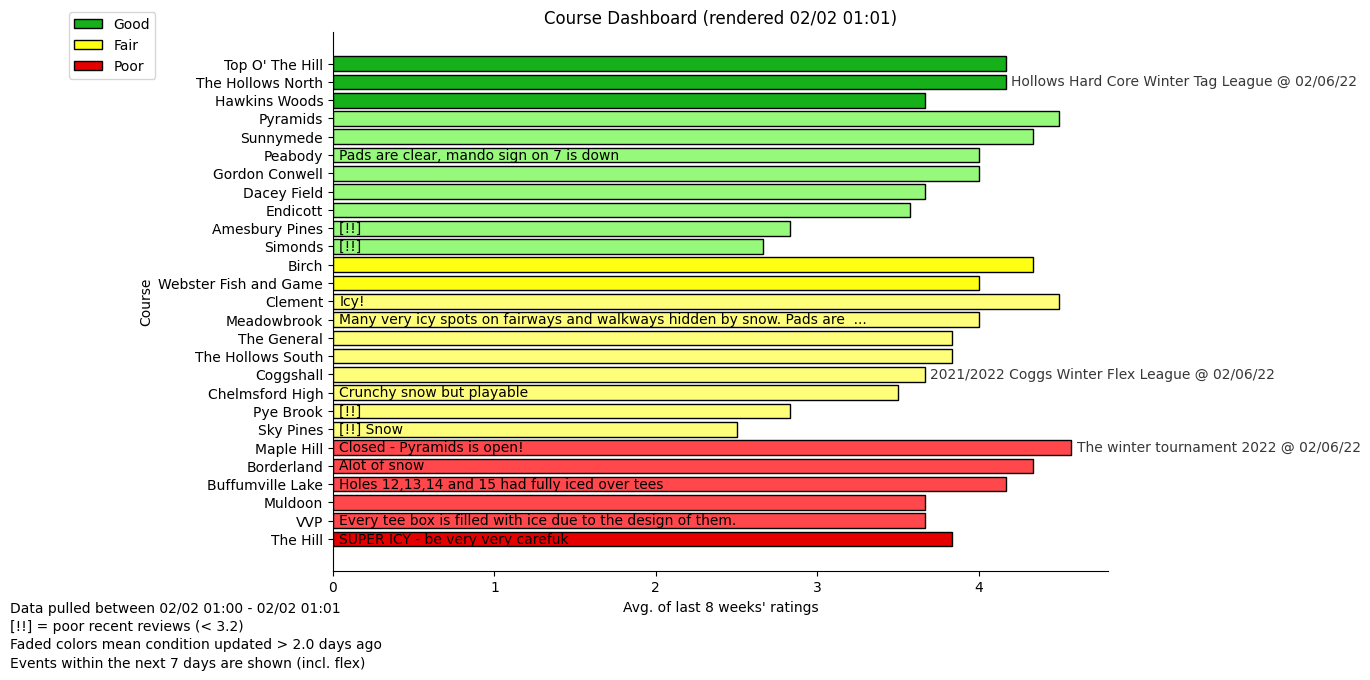 Course Dashboard (rendered 02/02 01:01)
Good
Fair
Poor
Course
Top O' The Hill
The Hollows North Hollows Hard Core Winter Tag League @ 02/06/22
Hawkins Woods
Pyramids
Sunnymede
Peabody Pads are clear, mando sign on 7 is down
Gordon Conwell
Dacey Field
Endicott
Amesbury Pines [!!]
Simonds [!!]
Birch
Webster Fish and Game
Clement Icy!
Meadowbrook Many very icy spots on fairways and walkways hidden by snow. Pads are ...
The General
The Hollows South
Coggshall 2021/2022 Coggs Winter Flex League @ 02/06/22
Chelmsford High Crunchy snow but playable
Pye Brook [!!]
Sky Pines [!!] Snow
Maple Hill Closed - Pyramids is open! The winter tournament 2022 @ 02/06/22
Borderland Alot of snow
Buffumville Lake Holes 12,13,14 and 15 had fully iced over tees
Muldoon
VVP Every tee box is filled with ice due to the design of them.
The Hill SUPER ICY - be very very carefuk
0 1 2 3 4
Avg. of last 8 weeks' ratings
Data pulled between 02/02 01:00 - 02/02 01:01
[!!] = poor recent reviews (< 3.2)
Faded colors mean condition updated > 2.0 days ago
Events within the next 7 days are shown (incl. flex)